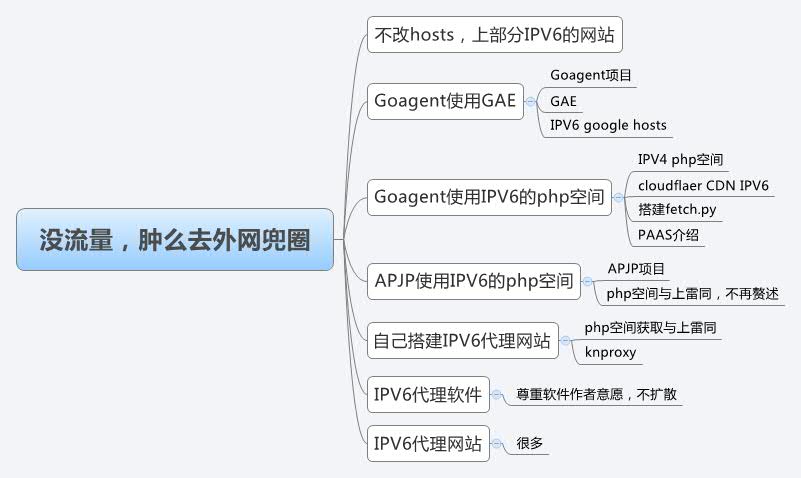 没流量，肿么去外网兜圈
不改hosts，上部分IPV6的网站
Goagent使用GAE
Goagent项目
GAE
IPV6 google hosts
Goagent使用IPV6的php空间
IPV4 php空间
cloudflaer CDN IPV6
搭建fetch.py
PAAS介绍
APJP使用IPV6的php空间
APJP项目
php空间与上雷同，不再赘述
自己搭建IPV6代理网站
php空间获取与上雷同
knproxy
IPV6代理软件
尊重软件作者意愿，不扩散
IPV6代理网站
很多